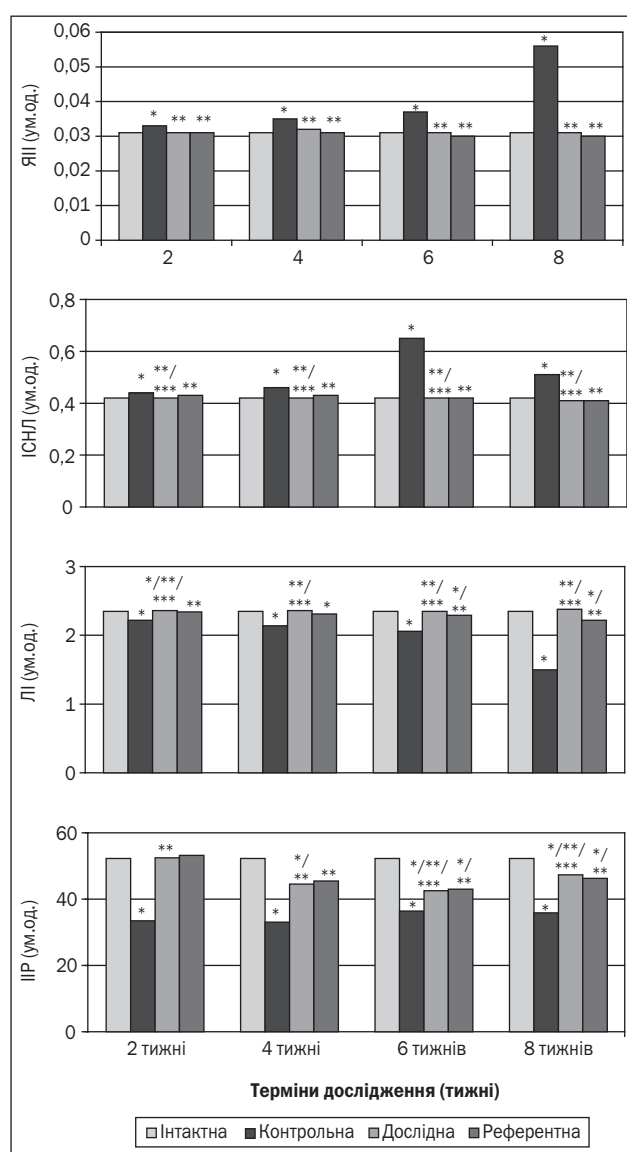 0,06
0,05
0,04
0,03
0,02
0,01
0
ЯІІ (ум.од.)
* ** **
* ** **
* ** **
* ** **
2 4 6 8
0,8
0,6
0,4
0,2
0
ІСНЛ (ум.од.)
* **/*** **
* **/*** **
* **/*** **
* **/*** **
3
2
1
0
ЛІ (ум.од.)
* */**/*** **
* **/*** *
* **/*** */**
* **/*** */**
60
40
20
0
ІІР (ум.од.)
* **
* */** **
* */**/*** */**
* */**/*** */**
2 тижні 4 тижні 6 тижнів 8 тижнів
Терміни дослідження (тижні)
Інтактна Контрольна Дослідна Референтна